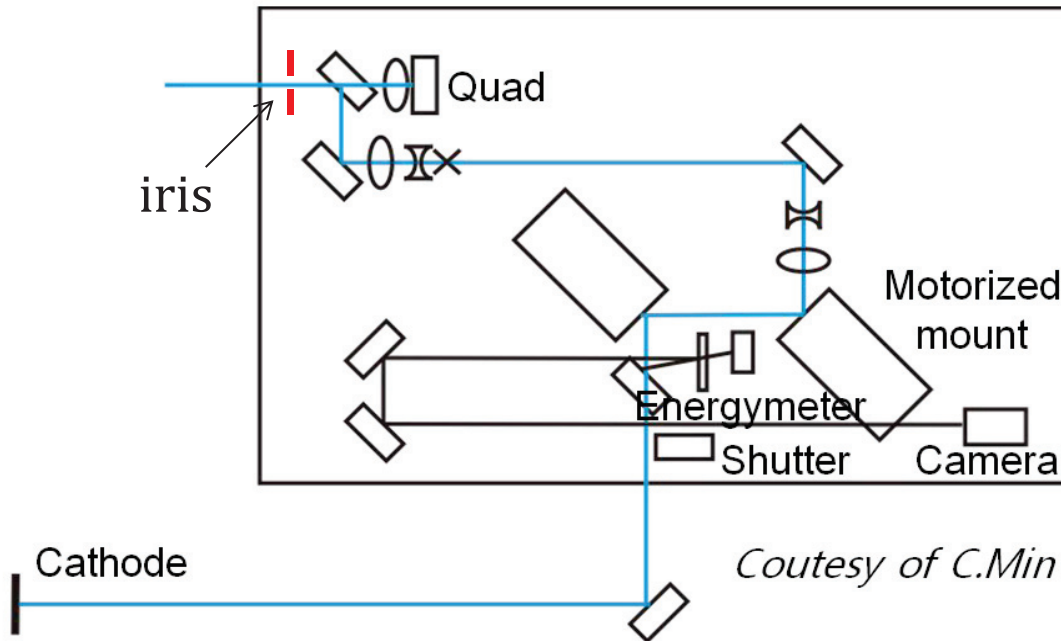 Quad
iris
Motorized
mount
Energymeter
Shutter
Camera
Cathode
Coutesy of C.Min